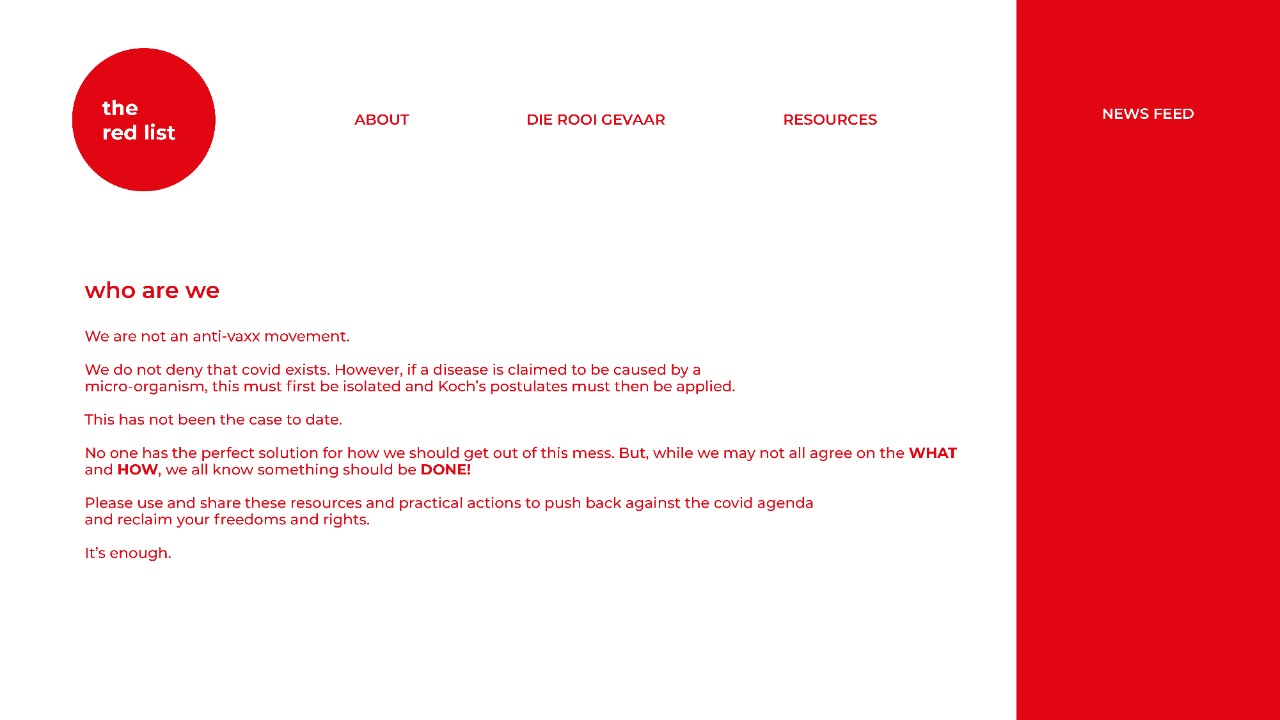 the
red list
ABOUT
DIE ROOI GEVAAR
RESOURCES
NEWS FEED
who are we
We are not an anti-vaxx movement.
We do not deny that covid exists. However, if a disease is claimed to be caused by a
micro-organism, this must first be isolated and Koch's postulates must then be applied.
This has not been the case to date.
No one has the perfect solution for how we should get out of this mess. But, while we may not all agree on the WHAT
and HOW, we all know something should be DONE!
Please use and share these resources and practical actions to push back against the covid agenda
and reclaim your freedoms and rights.
It's enough.